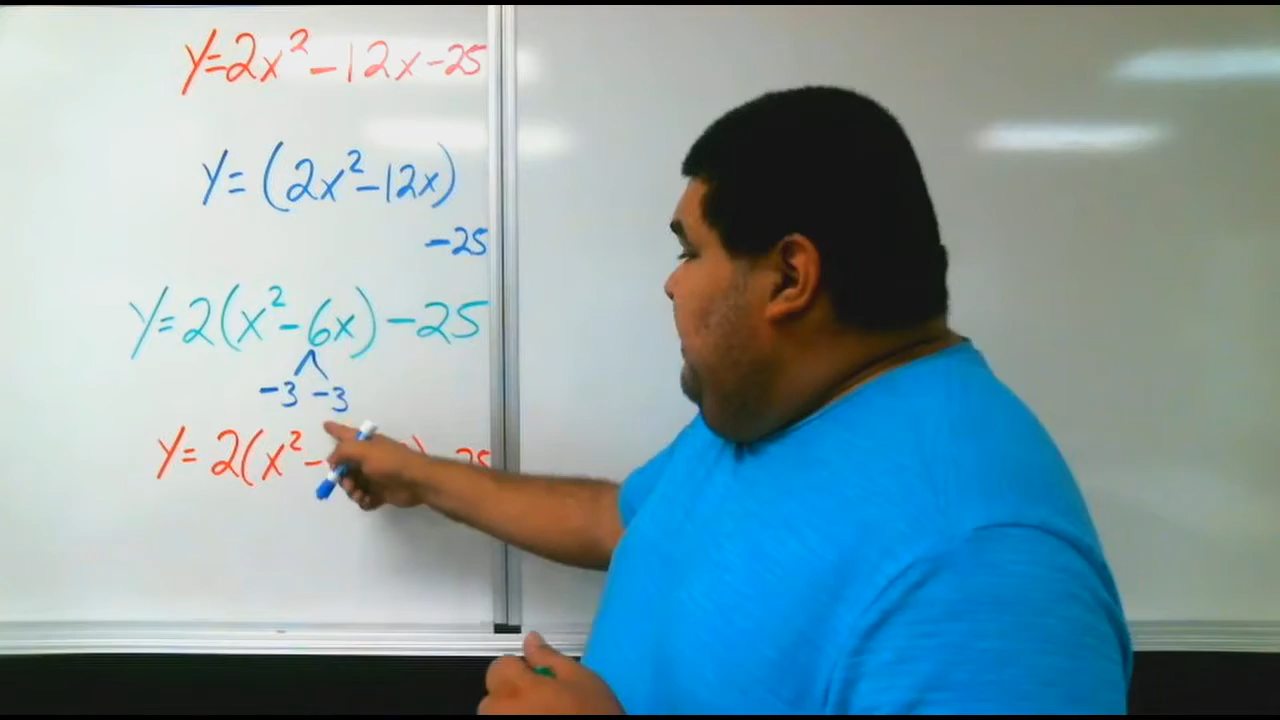 y=2x²-12x-25
y=(2x²-12x)
-25
y=2(x²-6x)-25
-3 -3
y=2(x²-